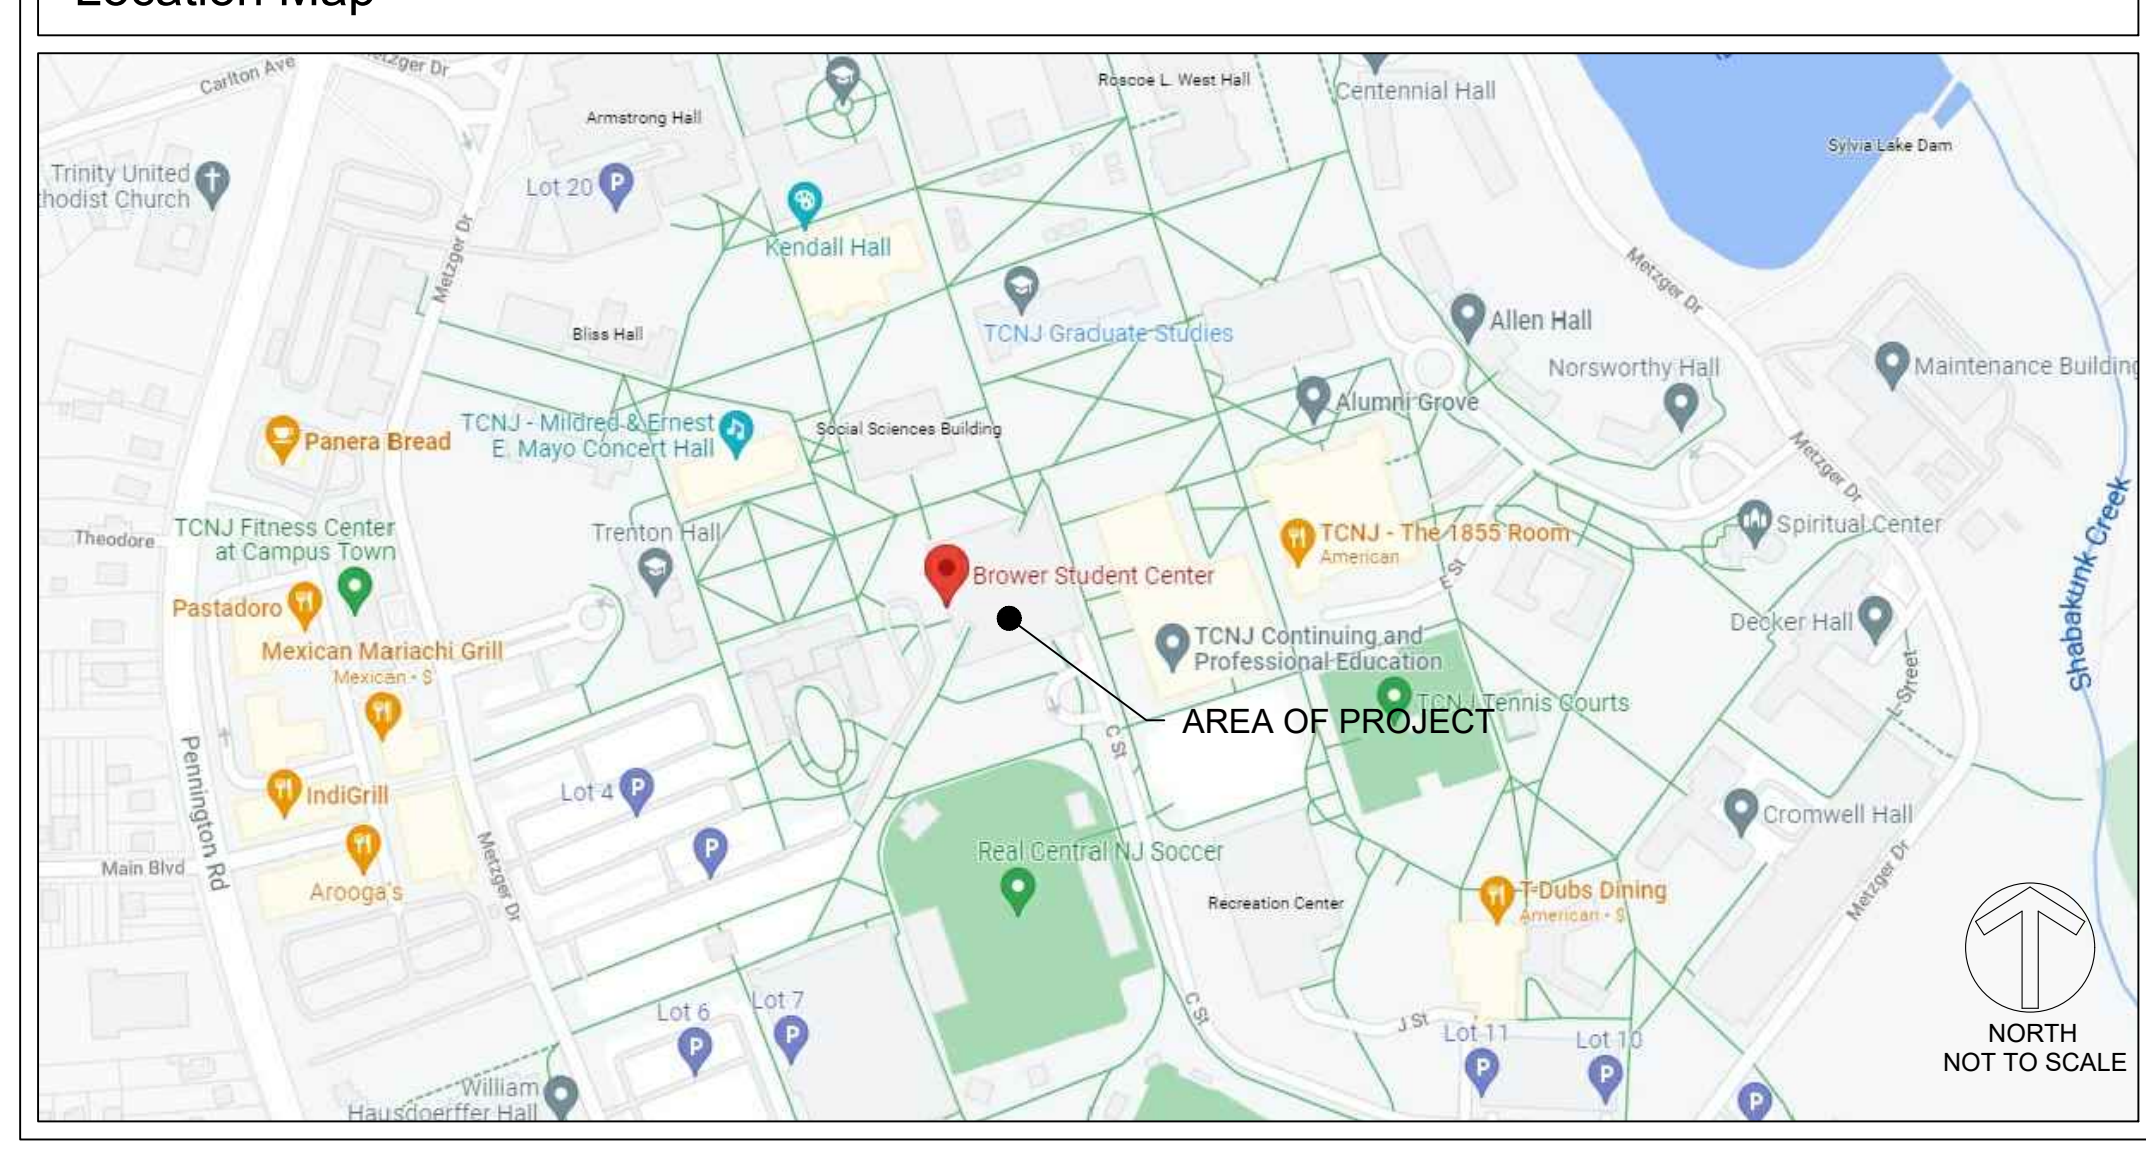 Location Map
Carlton Ave
Metzger Dr
Roscoe L. West Hall
Centennial Hall
Armstrong Hall
Sylvia Lake Dam
Trinity United
hodist Church
Lot 20
P
Kendall Hall
Metzger Dr
Metzger Dr
TCNJ Graduate Studies
Bliss Hall
Allen Hall
Norsworthy Hall
Maintenance Building
Alumni Grove
TCNJ - Mildred & Ernest
E. Mayo Concert Hall
Social Sciences Building
Panera Bread
Metzger Dr
Shabakunk Creek
TCNJ Fitness Center
at Campus Town
Theodore
Trenton Hall
TCNJ - The 1855 Room
American
Spiritual Center
E St
Brower Student Center
Pastadoro
Mexican Mariachi Grill
Mexican · $
TCNJ Continuing and
Professional Education
Decker Hall
L-Street
TCNJ Tennis Courts
AREA OF PROJECT
C St
Pennington Rd
Lot 4
P
IndiGrill
Cromwell Hall
P
Real Central NJ Soccer
Main Blvd
Arooga's
Metzger Dr
Recreation Center
T-Dubs Dining
American · $
Metzger Dr
Lot 6
P
Lot 7
P
C St
J St
Lot 11
P
Lot 10
P
NORTH
NOT TO SCALE
William
Hausdoerffer Hall
P